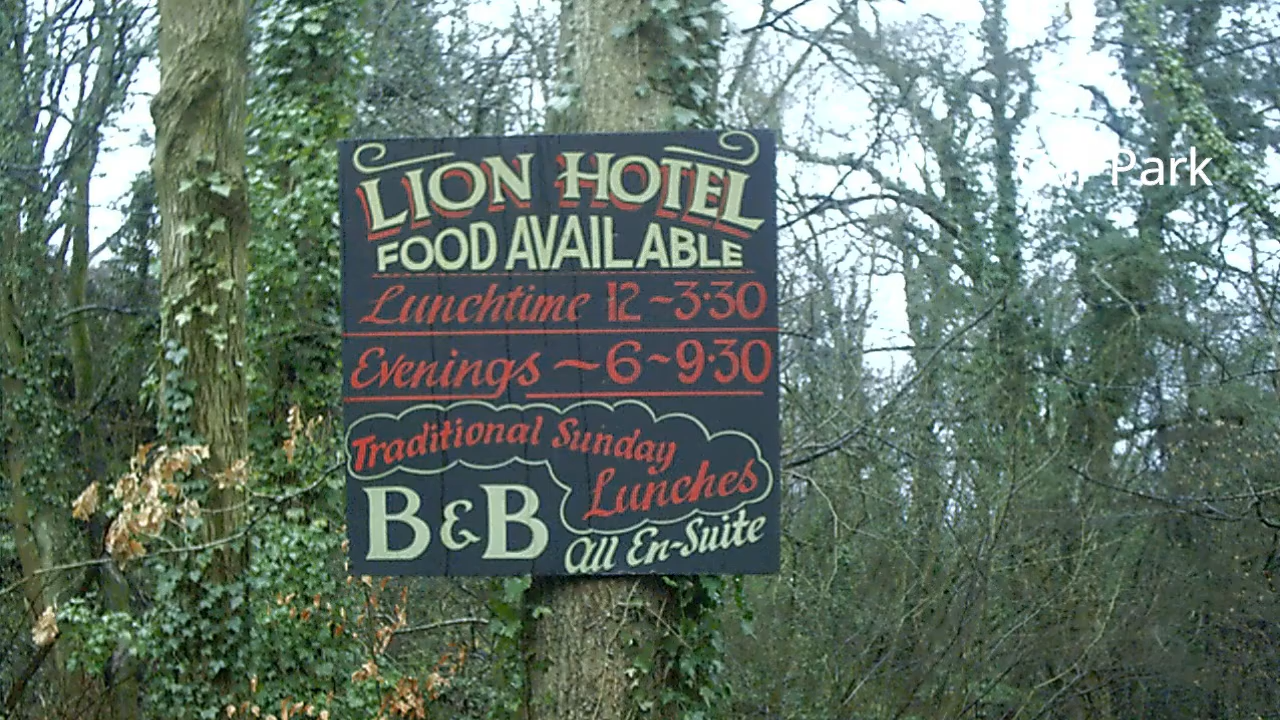 LION HOTEL
FOOD AVAILABLE
Lunchtime 12~3·30
Evenings ~6~9·30
Traditional Sunday
Lunches
B&B
All En-Suite
Park